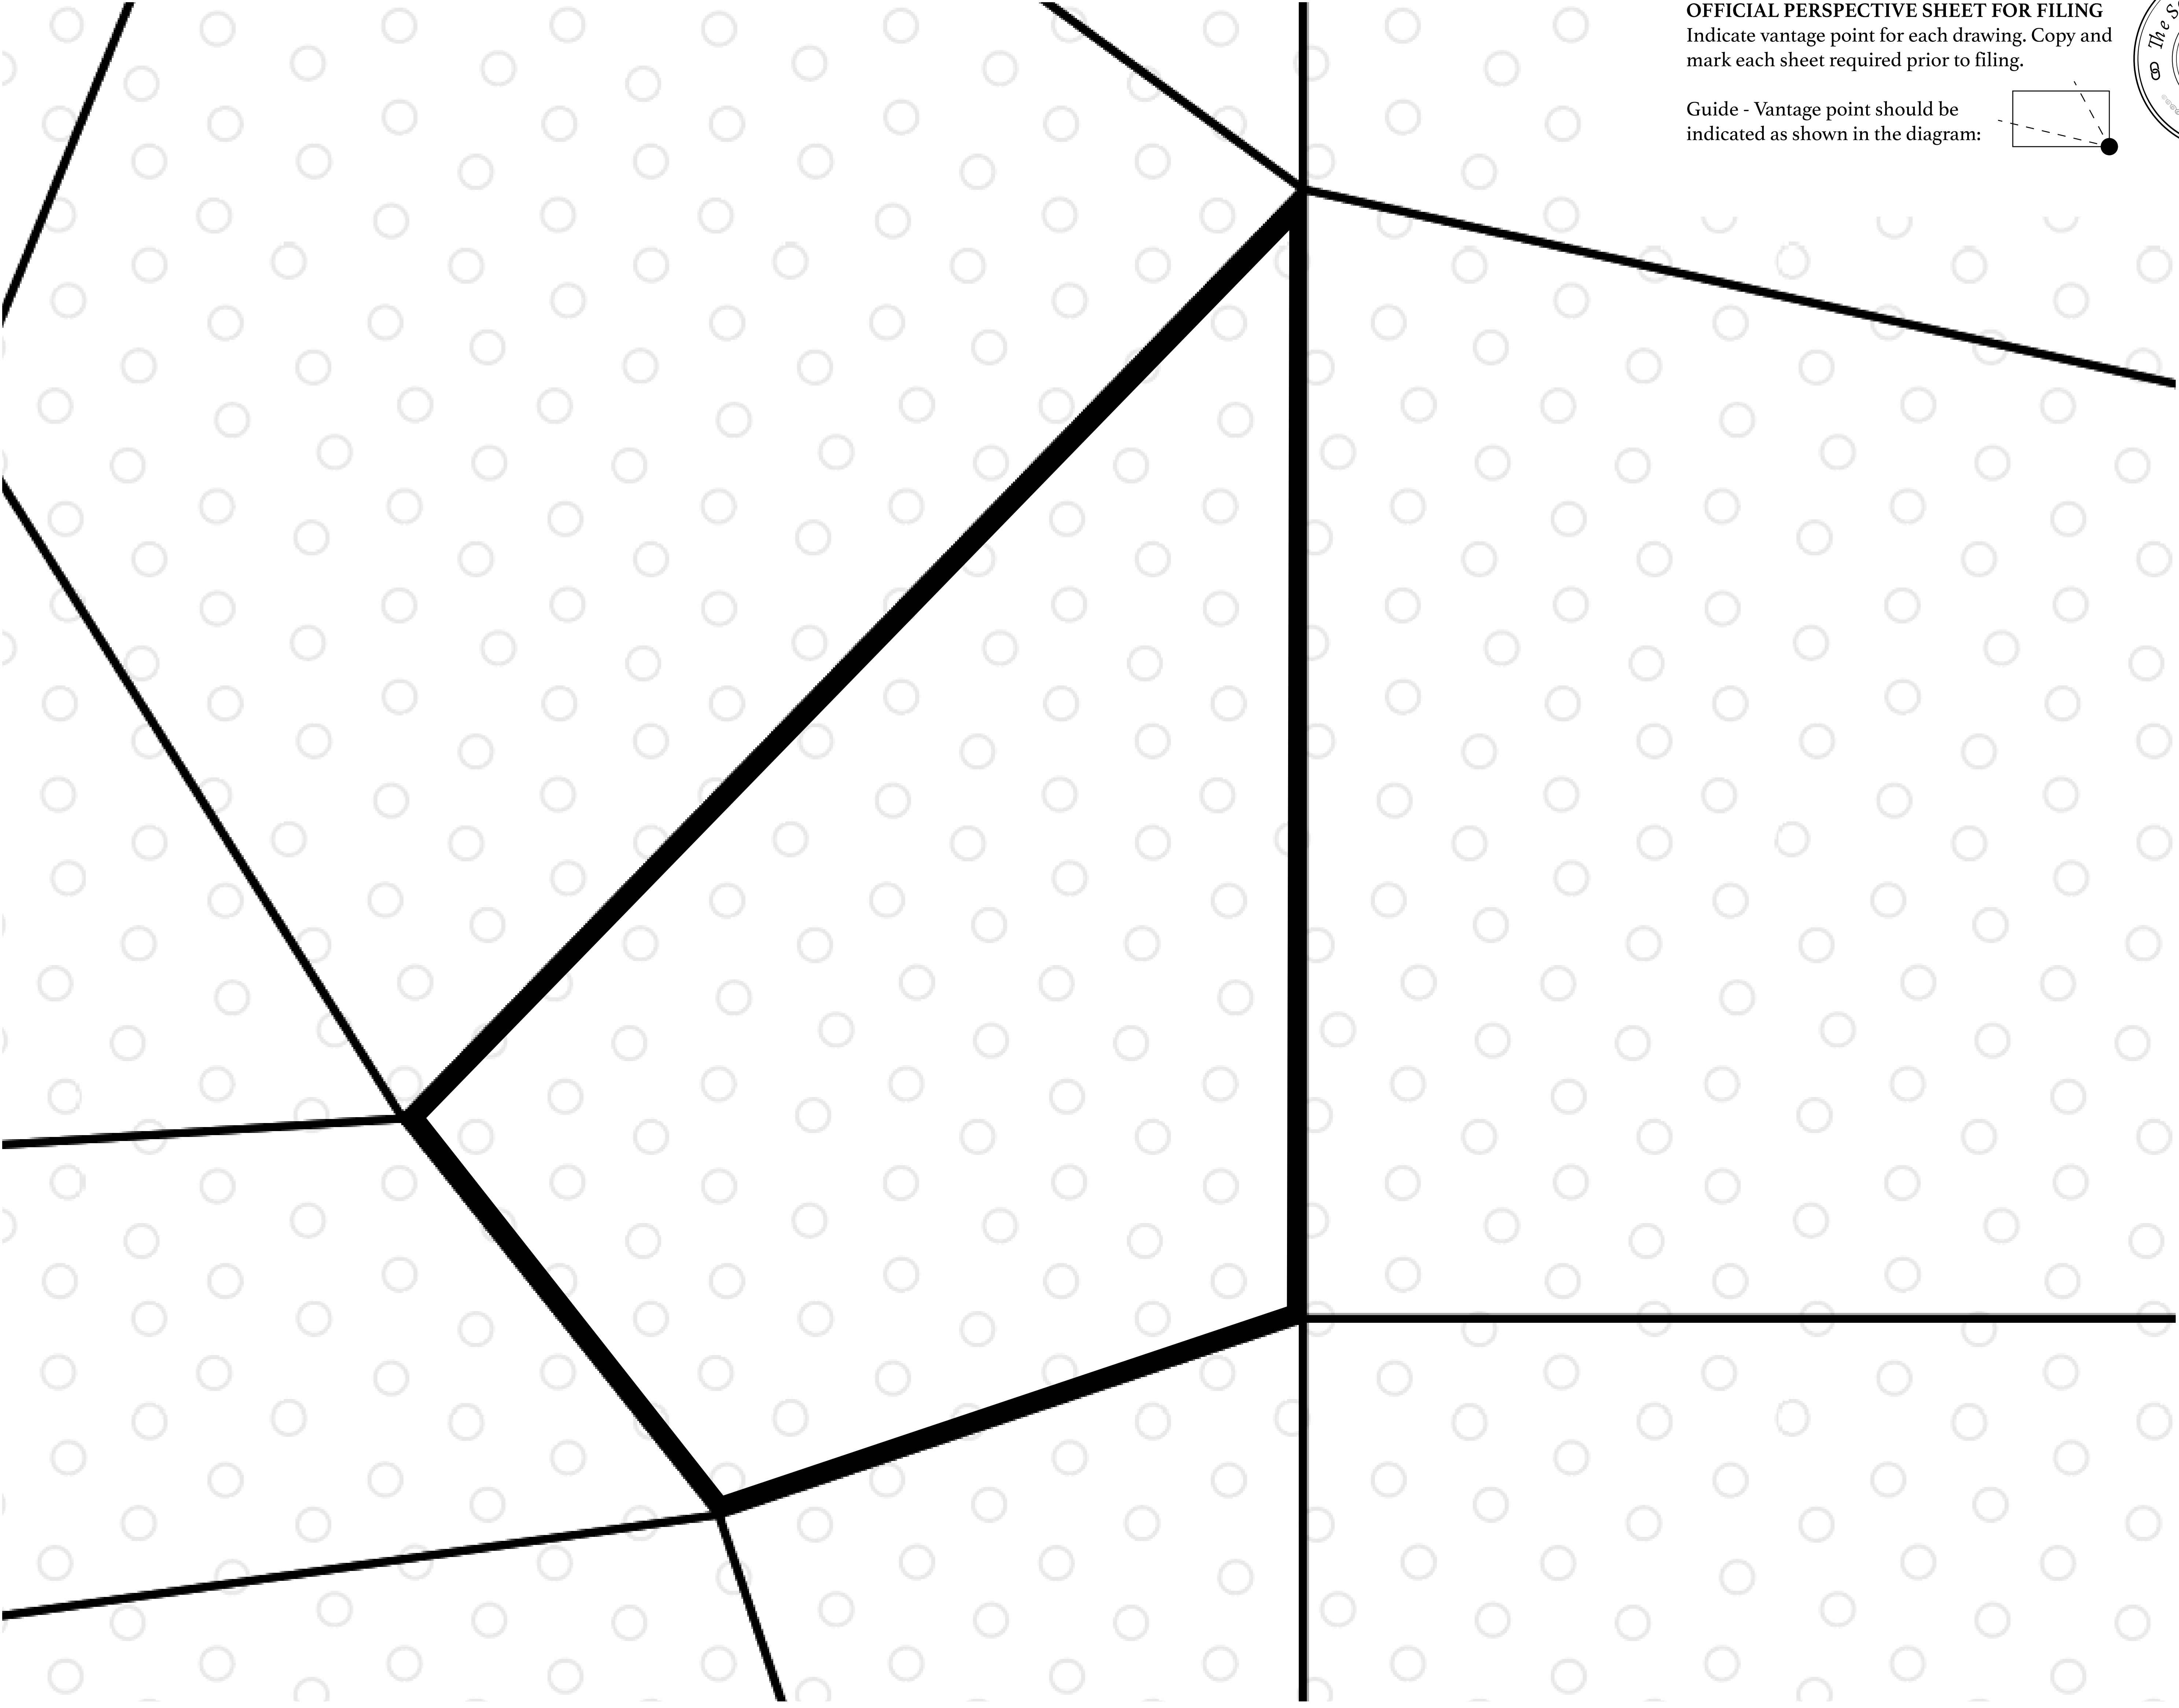 OFFICIAL PERSPECTIVE SHEET FOR FILING
Indicate vantage point for each drawing. Copy and
mark each sheet required prior to filing.
Guide - Vantage point should be
indicated as shown in the diagram:
The S